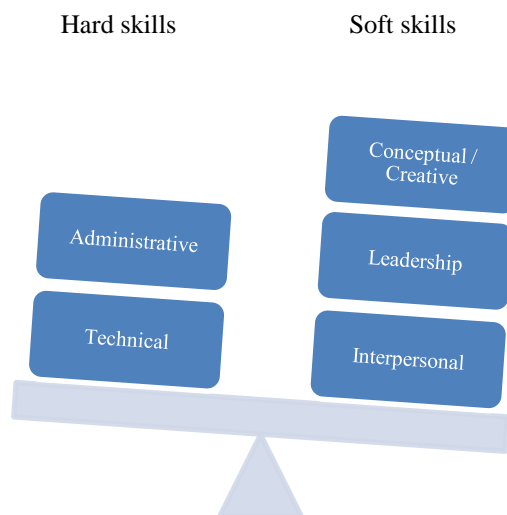 Hard skills
Soft skills
Conceptual /
Creative
Administrative
Leadership
Technical
Interpersonal